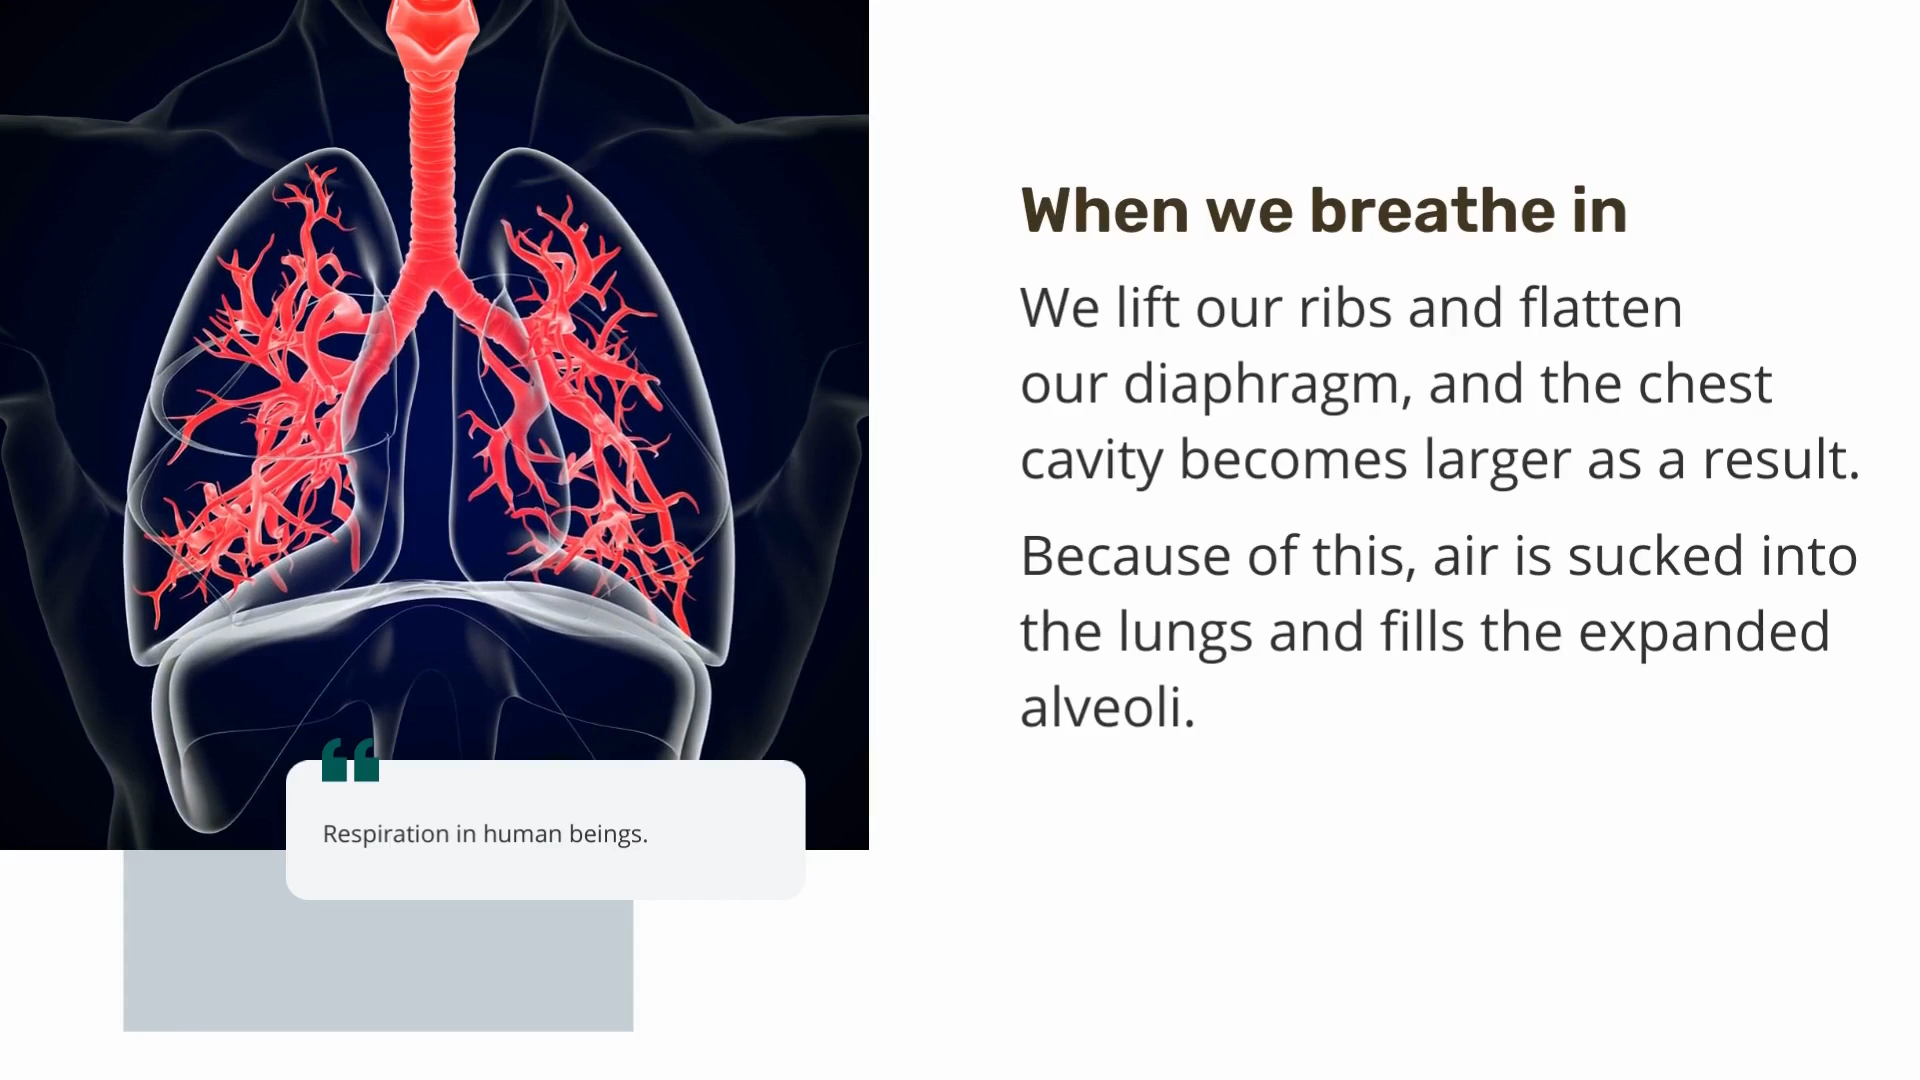 When we breathe in
We lift our ribs and flatten
our diaphragm, and the chest
cavity becomes larger as a result.
Because of this, air is sucked into
the lungs and fills the expanded
alveoli.
“
Respiration in human beings.